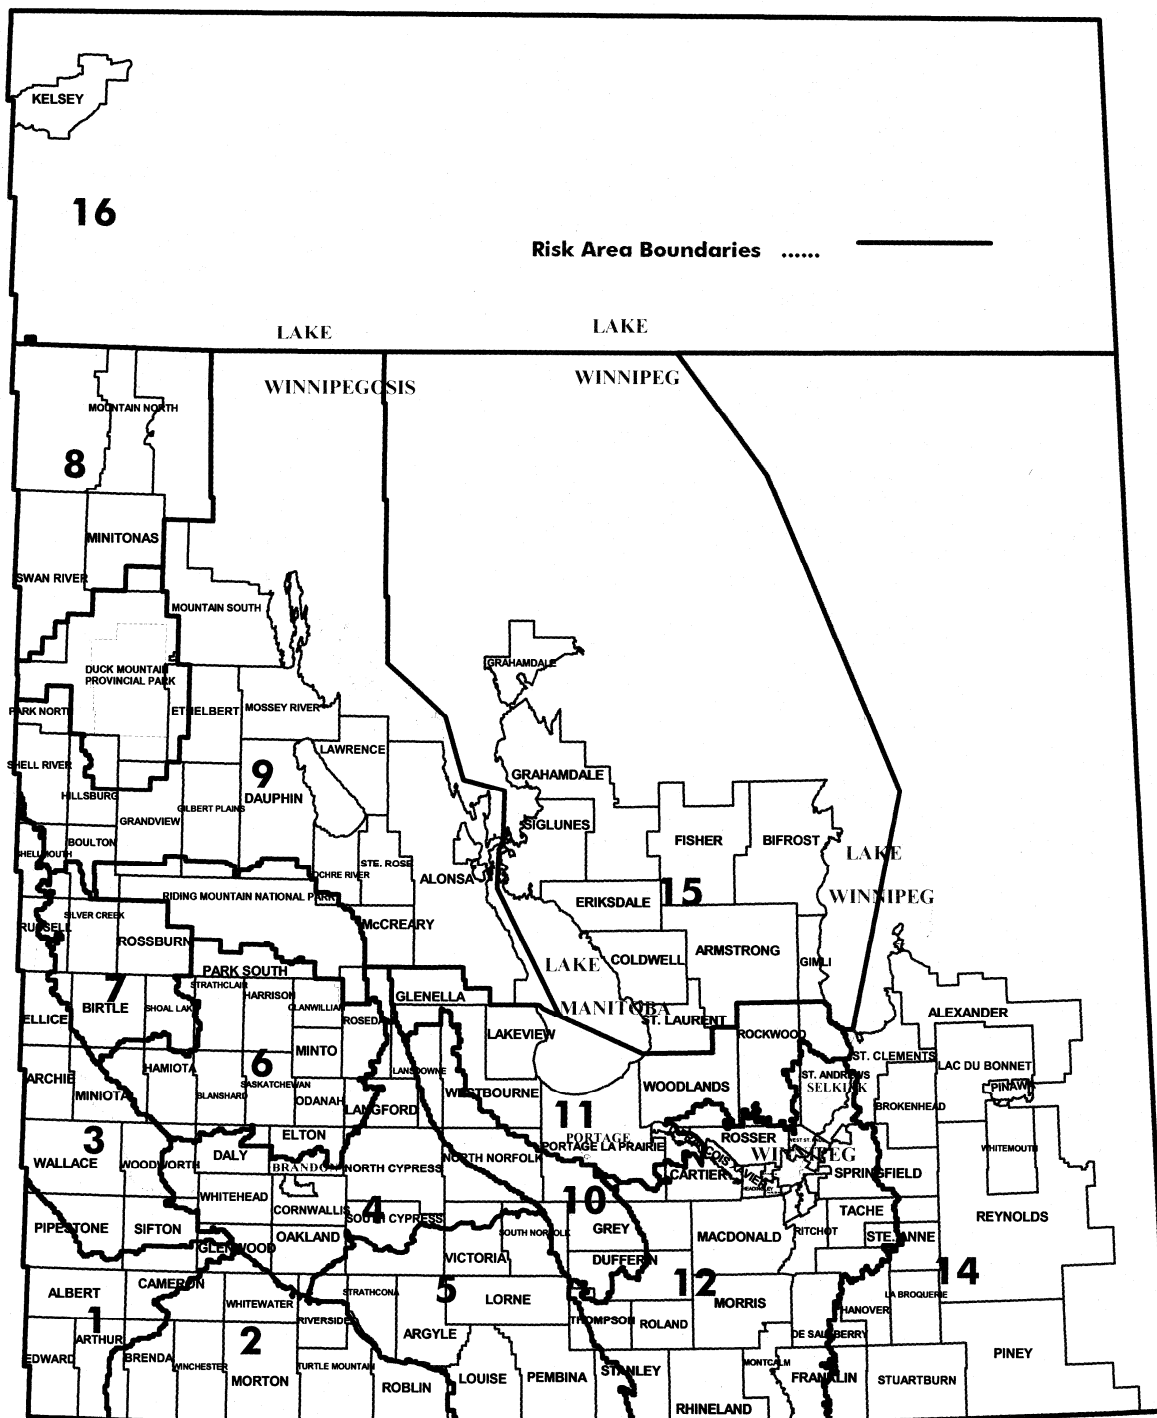 KELSEY
16
Risk Area Boundaries ......
LAKE
LAKE
WINNIPEGOSIS
WINNIPEG
MOUNTAIN NORTH
8
MINITONAS
SWAN RIVER
MOUNTAIN SOUTH
DUCK MOUNTAIN
PROVINCIAL PARK
GRAHAMDALE
PARK NORTH
ETHELBERT
MOSSEY RIVER
LAWRENCE
SHELL RIVER
9
DAUPHIN
GRAHAMDALE
HILLSBURG
GILBERT PLAINS
GRANDVIEW
SIGLUNES
BOULTON
FISHER
BIFROST
SHELLMOUTH
LAKE
WINNIPEG
STE. ROSE
OCHRE RIVER
ALONSA
RIDING MOUNTAIN NATIONAL PARK
15
ERIKSDALE
SILVER CREEK
RUSSELL
McCREARY
ROSSBURN
ARMSTRONG
COLDWELL
GIMLI
LAKE
MANITOBA
PARK SOUTH
STRATHCLAIR
7
HARRISON
GLENELLA
BIRTLE
SHOAL LAKE
CLANWILLIAM
ELLICE
ROSEDALE
ST. LAURENT
ALEXANDER
LAKEVIEW
ROCKWOOD
MINTO
6
ST. CLEMENTS
LAC DU BONNET
HAMIOTA
ARCHIE
LANSDOWNE
ST. ANDREWS
SELKIRK
SASKATCHEWAN
MINIOTA
BLANSHARD
ODANAH
WESTBOURNE
WOODLANDS
PINAWA
LANGFORD
BROKENHEAD
11
3
ELTON
PORTAGE
PORTAGE LA PRAIRIE
ROSSER
WEST ST. PAUL
WHITEMOUTH
WALLACE
WOODWORTH
DALY
BRANDON
NORTH CYPRESS
NORTH NORFOLK
WINNIPEG
ST. FRANCOIS XAVIER
CARTIER
SPRINGFIELD
HEADINGLEY
WHITEHEAD
10
CORNWALLIS
4
SOUTH CYPRESS
TACHE
REYNOLDS
PIPESTONE
SIFTON
OAKLAND
SOUTH NORFOLK
GREY
MACDONALD
RITCHOT
STE. ANNE
GLENWOOD
VICTORIA
DUFFERIN
14
CAMERON
12
ALBERT
STRATHCONA
5
LORNE
LA BROQUERIE
WHITEWATER
MORRIS
HANOVER
1
RIVERSIDE
THOMPSON
ROLAND
ARTHUR
2
ARGYLE
DE SALABERRY
EDWARD
BRENDA
WINCHESTER
TURTLE MOUNTAIN
MONTCALM
PINEY
MORTON
ROBLIN
LOUISE
PEMBINA
STANLEY
FRANKLIN
STUARTBURN
RHINELAND